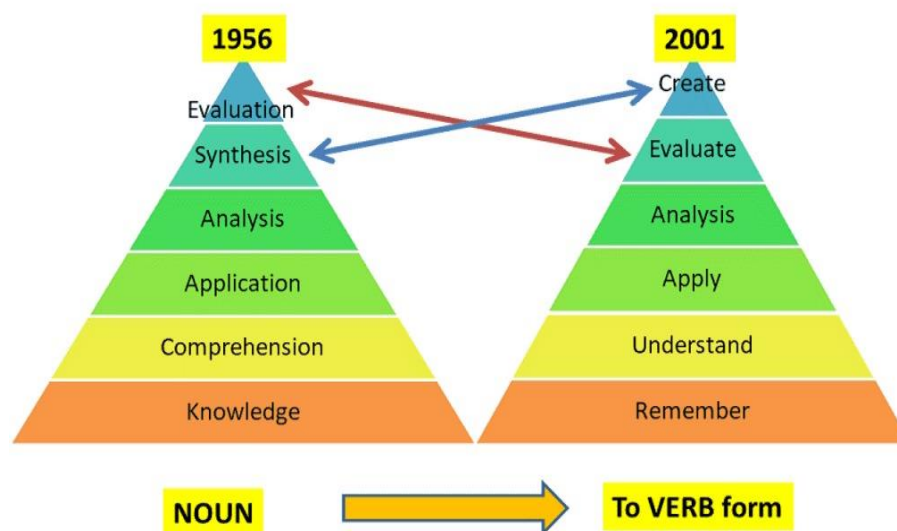 1956
Evaluation
Synthesis
Analysis
Application
Comprehension
Knowledge
NOUN
2001
Create
Evaluate
Analysis
Apply
Understand
Remember
To VERB form